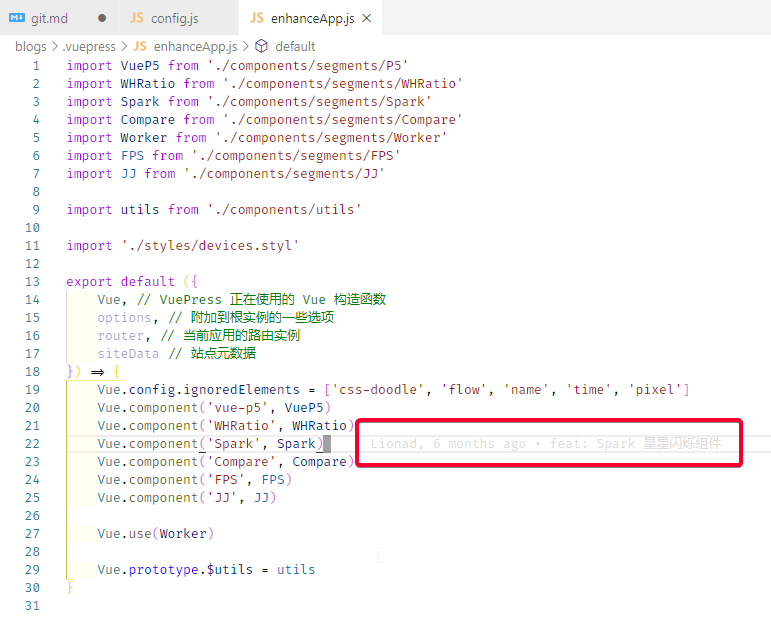 git.md
config.js
enhanceApp.js
blogs > .vuepress > JS enhanceApp.js > default
1 import VueP5 from './components/segments/P5'
2 import WHRatio from './components/segments/WHRatio'
3 import Spark from './components/segments/Spark'
4 import Compare from './components/segments/Compare'
5 import Worker from './components/segments/Worker'
6 import FPS from './components/segments/FPS'
7 import JJ from './components/segments/JJ'
8
9 import utils from './components/utils'
10
11 import './styles/devices.styl'
12
13 export default ({
14 Vue, // VuePress 正在使用的 Vue 构造函数
15 options, // 附加到根实例的一些选项
16 router, // 当前应用的路由实例
17 siteData // 站点元数据
18 }) => {
19 Vue.config.ignoredElements = ['css-doodle', 'flow', 'name', 'time', 'pixel']
20 Vue.component('vue-p5', VueP5)
21 Vue.component('WHRatio', WHRatio)
22 Vue.component('Spark', Spark) Lionad, 6 months ago • feat: Spark 星星闪烁组件
23 Vue.component('Compare', Compare)
24 Vue.component('FPS', FPS)
25 Vue.component('JJ', JJ)
26
27 Vue.use(Worker)
28
29 Vue.prototype.$utils = utils
30 }
31